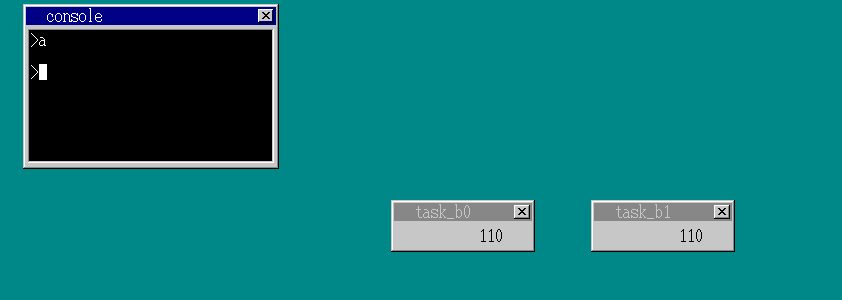 console
>a
>
task_b0
110
task_b1
110